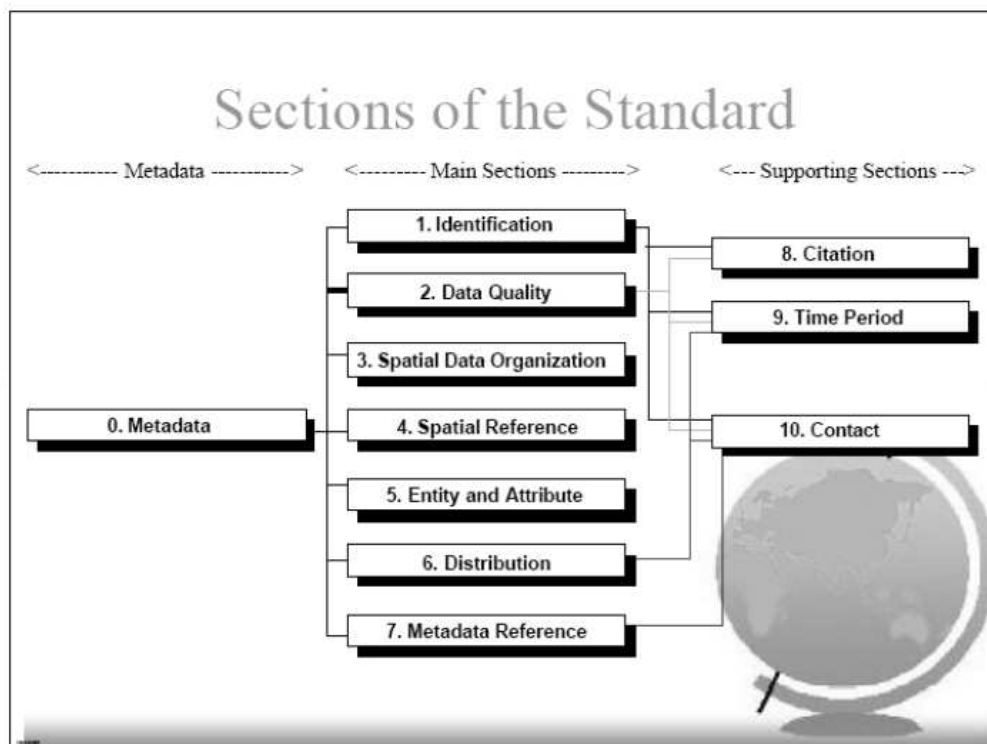 Sections of the Standard
<----------- Metadata ----------->
<--------- Main Sections --------->
<--- Supporting Sections --->
1. Identification
2. Data Quality
3. Spatial Data Organization
0. Metadata
4. Spatial Reference
5. Entity and Attribute
6. Distribution
7. Metadata Reference
8. Citation
9. Time Period
10. Contact